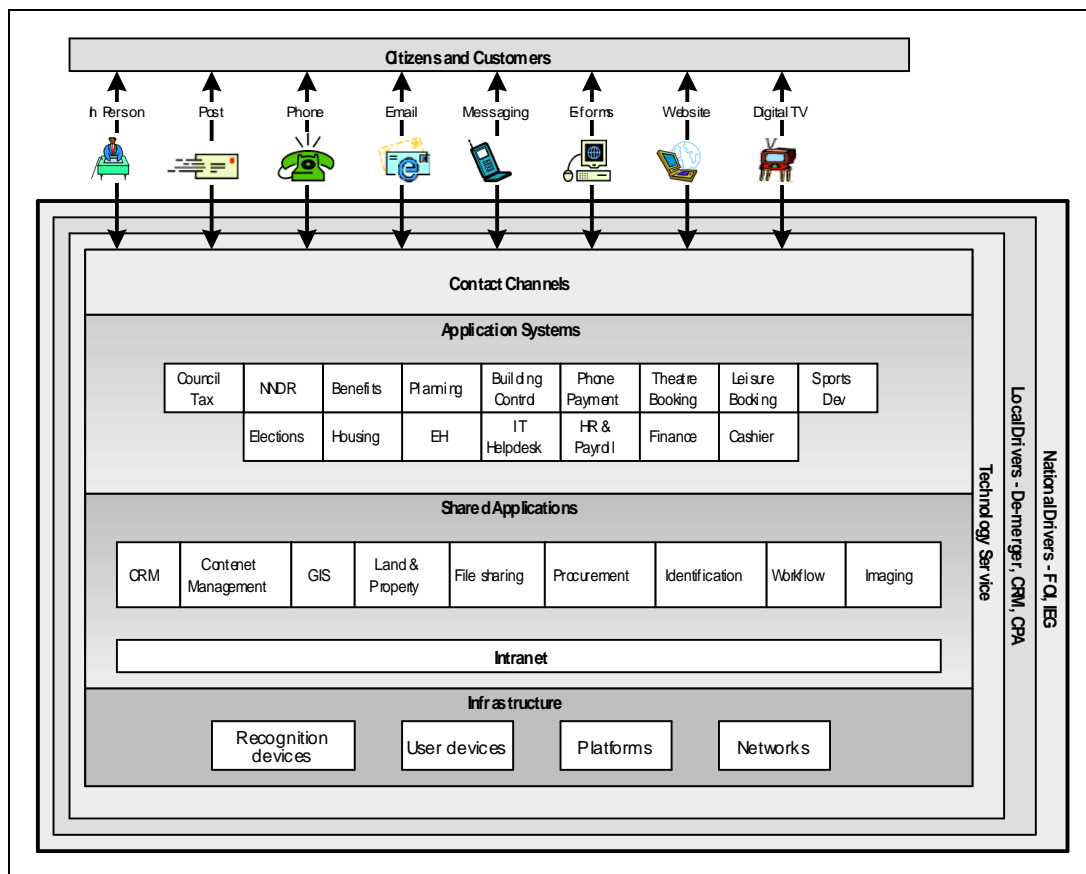 Citizens and Customers
In Person
Post
Phone
Email
Messaging
E-forms
Website
Digital TV
Contact Channels
Application Systems
Council
Tax
NNDR
Benefits
Planning
Building
Control
Phone
Payment
Theatre
Booking
Leisure
Booking
Sports
Dev
Elections
Housing
EH
IT
Helpdesk
HR &
Payroll
Finance
Cashier
Shared Applications
CRM
Contenet
Management
GIS
Land &
Property
File sharing
Procurement
Identification
Workflow
Imaging
Intranet
Infrastructure
Recognition
devices
User devices
Platforms
Networks
Technology Service
Local Drivers - De-merger, CRM, CPA
National Drivers - FOI, IEG